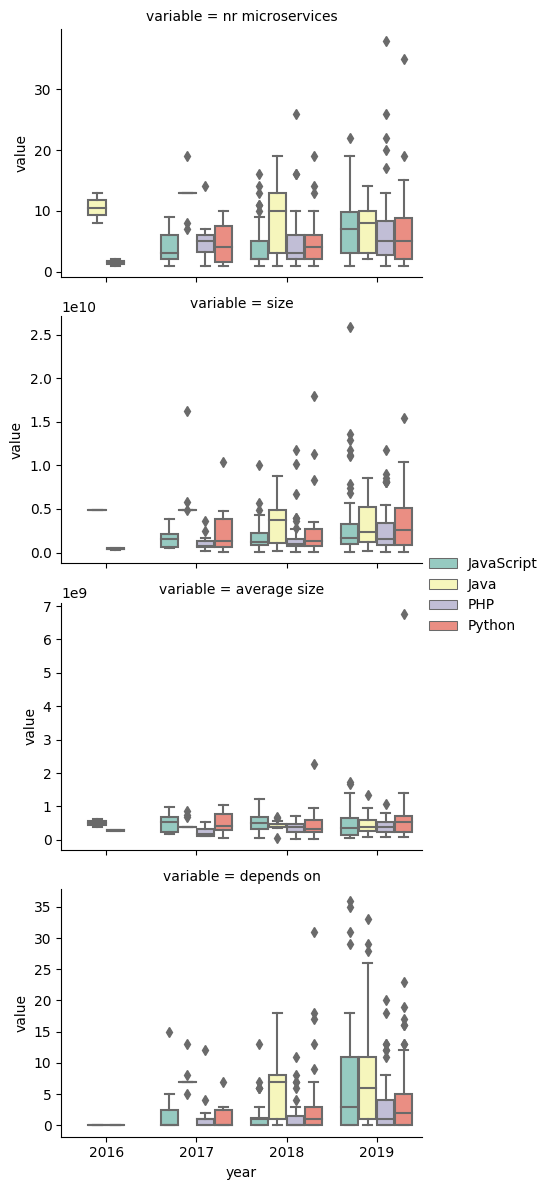 variable = nr microservices
30
20
10
0
value
variable = size
1e10
2.5
2.0
1.5
1.0
0.5
0.0
value
JavaScript
Java
PHP
Python
variable = average size
1e9
7
6
5
4
3
2
1
0
value
variable = depends on
35
30
25
20
15
10
5
0
value
2016 2017 2018 2019
year